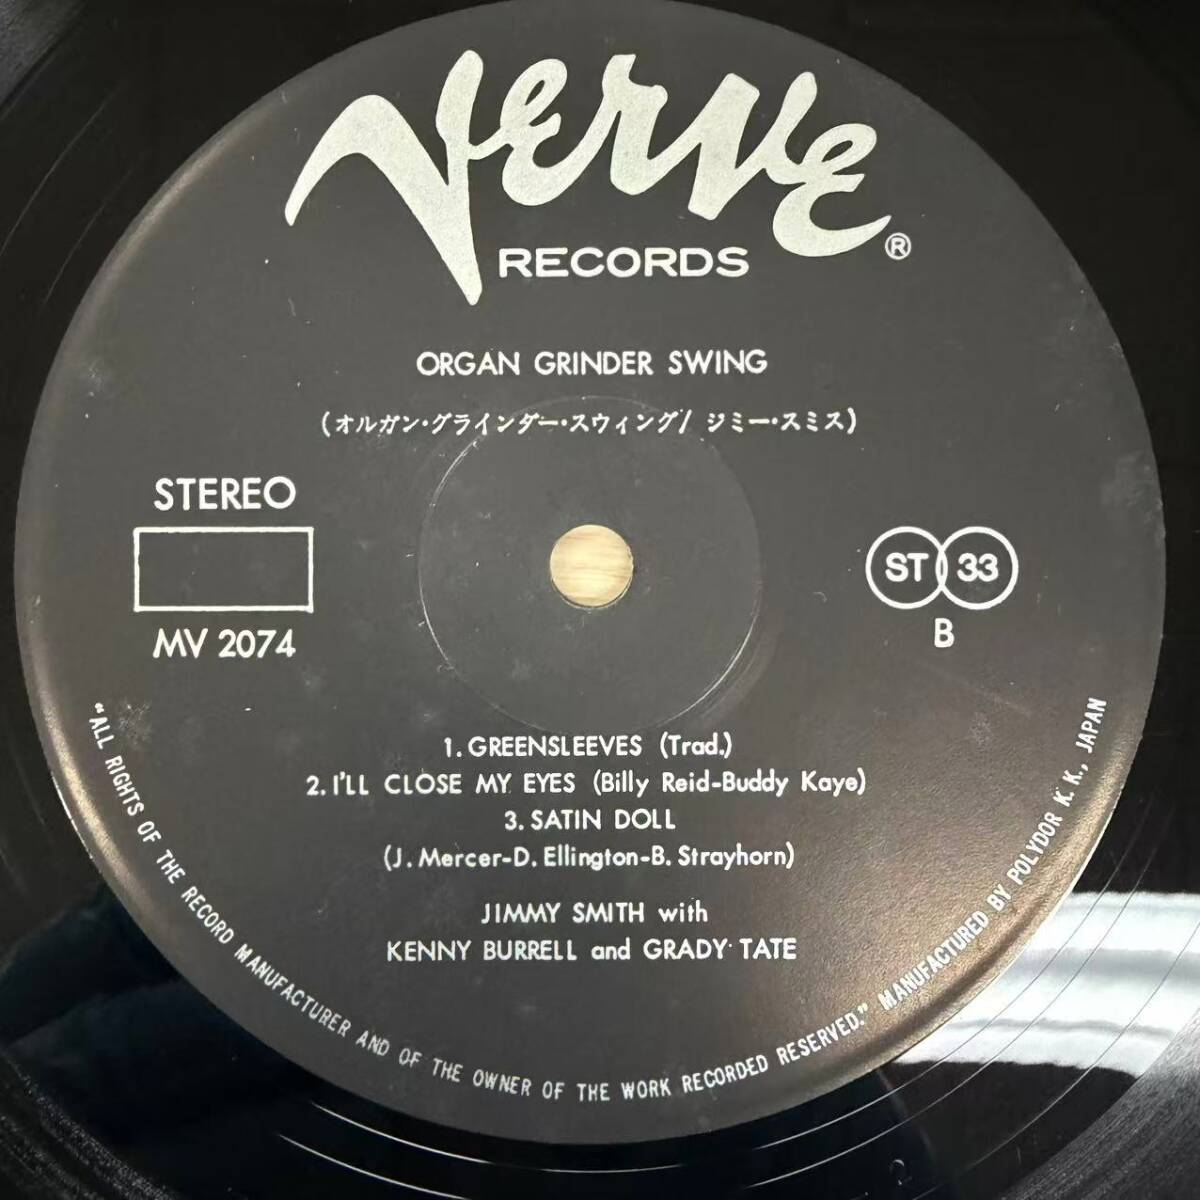 Verve
RECORDS ®
ORGAN GRINDER SWING
(オルガン・グラインダー・スウィング/ ジミー・スミス)
STEREO
MV 2074
ST 33
B
1. GREENSLEEVES (Trad.)
2. I'LL CLOSE MY EYES (Billy Reid-Buddy Kaye)
3. SATIN DOLL
(J. Mercer-D. Ellington-B. Strayhorn)
JIMMY SMITH with
KENNY BURRELL and GRADY TATE
"ALL RIGHTS OF THE RECORD MANUFACTURER AND OF THE OWNER OF THE WORK RECORDED RESERVED." MANUFACTURED BY POLYDOR K. K., JAPAN
2